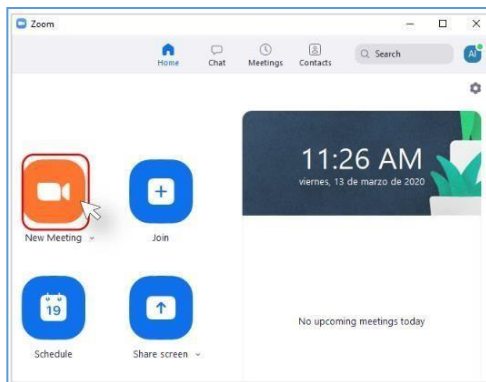 Zoom
Home Chat Meetings Contacts Search AI
11:26 AM
viernes, 13 de marzo de 2020
New Meeting Join
19
No upcoming meetings today
Schedule Share screen